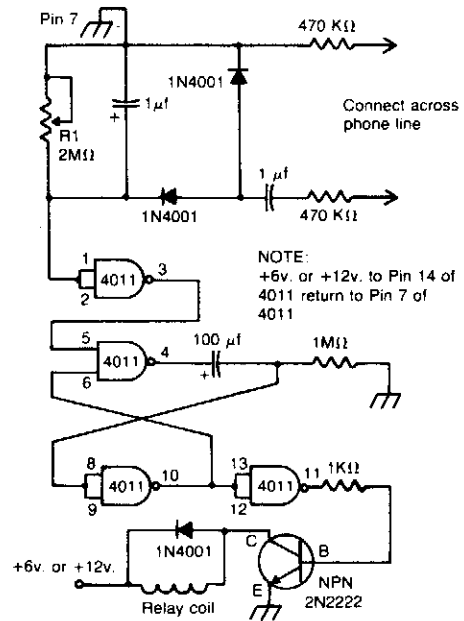 Pin 7
470 KΩ
1N4001
1µf
+
Connect across
phone line
R1
2MΩ
1 µf
1N4001
470 KΩ
NOTE:
+6v. or +12v. to Pin 14 of
4011 return to Pin 7 of
4011
1
2
4011
3
5
6
4011
4
100 µf
+
1MΩ
8
9
4011
10
13
12
4011
11
1KΩ
1N4001
C
B
E
NPN
2N2222
+6v. or +12v.
Relay coil